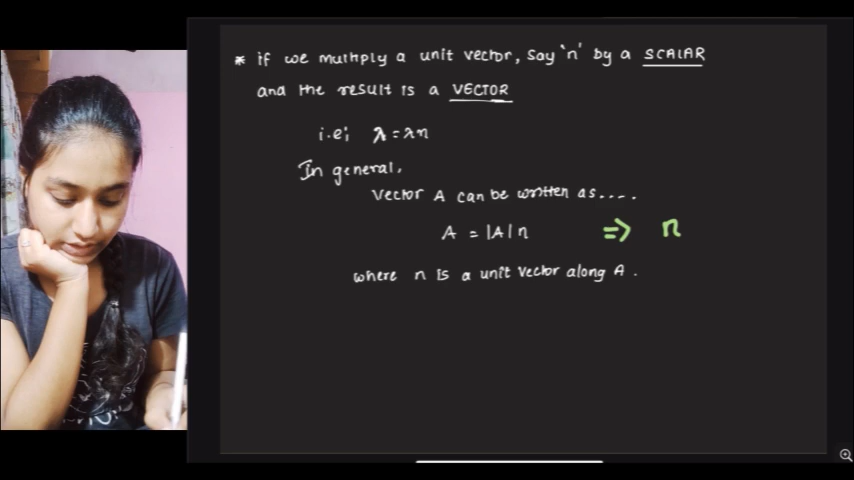 * if we multiply a unit vector, say 'n' by a SCALAR
and the result is a VECTOR
i.e; λ = λn
In general,
vector A can be written as....
A = |A| n ⇒ n
where n is a unit vector along A.